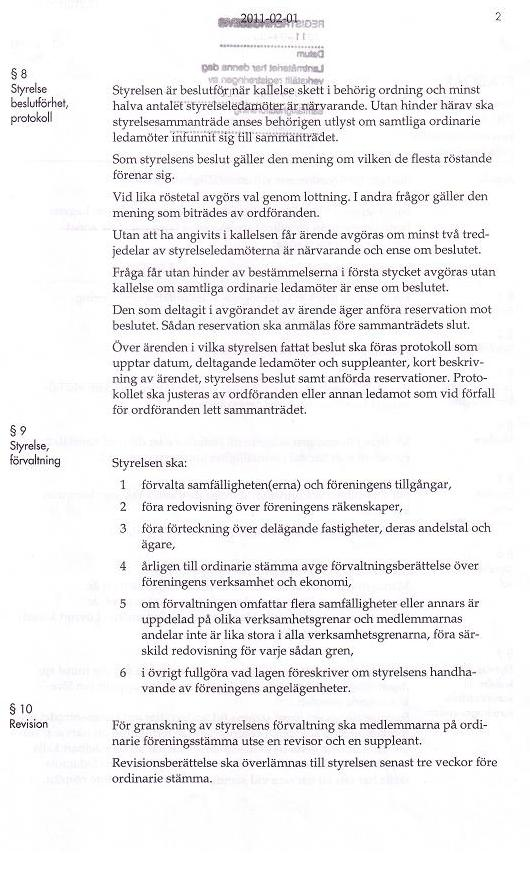 2011-02-01
2
§ 8
Styrelse
beslutförhet,
protokoll
Styrelsen är beslutför när kallelse skett i behörig ordning och minst
halva antalet styrelseledamöter är närvarande. Utan hinder härav ska
styrelsesammanträde anses behörigen utlyst om samtliga ordinarie
ledamöter infunnit sig till sammanträdet.
Som styrelsens beslut gäller den mening om vilken de flesta röstande
förenar sig.
Vid lika röstetal avgörs val genom lottning. I andra frågor gäller den
mening som biträdes av ordföranden.
Utan att ha angivits i kallelsen får ärende avgöras om minst två tred-
jedelar av styrelseledamöterna är närvarande och ense om beslutet.
Fråga får utan hinder av bestämmelserna i första stycket avgöras utan
kallelse om samtliga ordinarie ledamöter är ense om beslutet.
Den som deltagit i avgörandet av ärende äger anföra reservation mot
beslutet. Sådan reservation ska anmälas före sammanträdets slut.
Över ärenden i vilka styrelsen fattat beslut ska föras protokoll som
upptar datum, deltagande ledamöter och suppleanter, kort beskriv-
ning av ärendet, styrelsens beslut samt anförda reservationer. Proto-
kollet ska justeras av ordföranden eller annan ledamot som vid förfall
för ordföranden lett sammanträdet.
§ 9
Styrelse,
förvaltning
Styrelsen ska:
1 förvalta samfälligheten(erna) och föreningens tillgångar,
2 föra redovisning över föreningens räkenskaper,
3 föra förteckning över delägande fastigheter, deras andelstal och
ägare,
4 årligen till ordinarie stämma avge förvaltningsberättelse över
föreningens verksamhet och ekonomi,
5 om förvaltningen omfattar flera samfälligheter eller annars är
uppdelad på olika verksamhetsgrenar och medlemmarnas
andelar inte är lika stora i alla verksamhetsgrenarna, föra sär-
skild redovisning för varje sådan gren,
6 i övrigt fullgöra vad lagen föreskriver om styrelsens handha-
vande av föreningens angelägenheter.
§ 10
Revision
För granskning av styrelsens förvaltning ska medlemmarna på ordi-
narie föreningsstämma utse en revisor och en suppleant.
Revisionsberättelse ska överlämnas till styrelsen senast tre veckor före
ordinarie stämma.